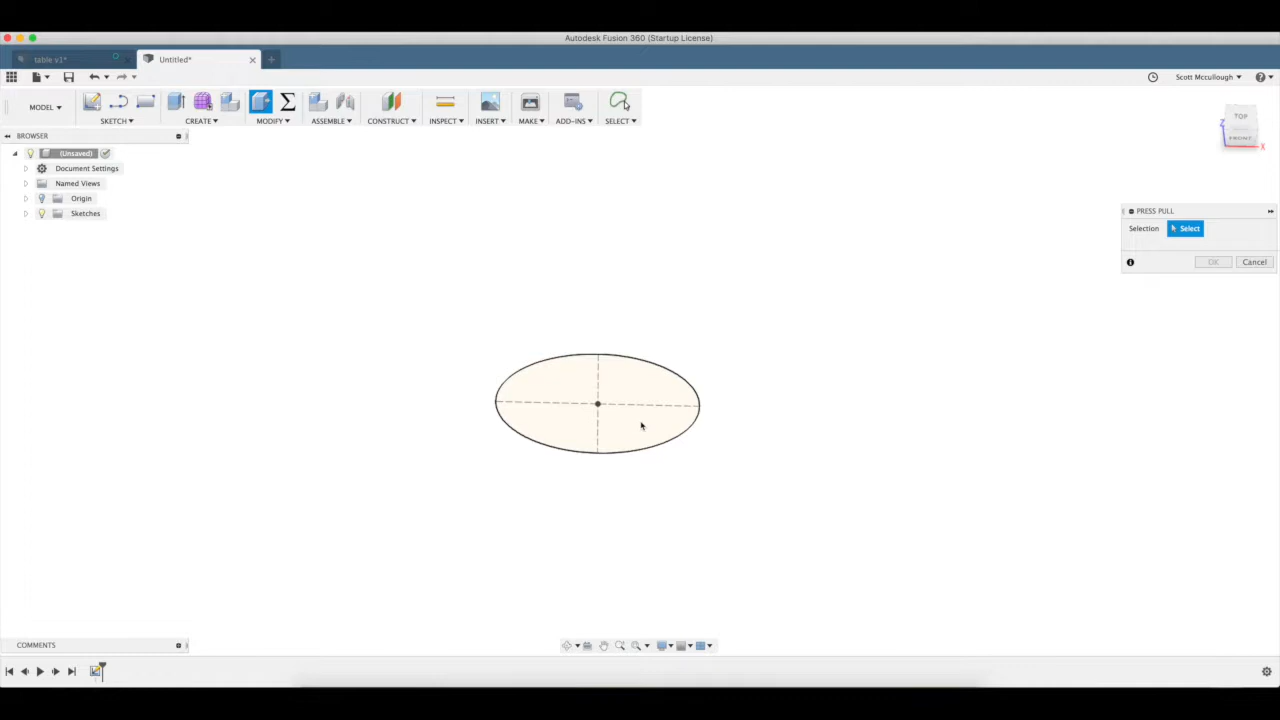 Autodesk Fusion 360 (Startup License)
table v1*
Untitled*
Scott Mccullough
MODEL
SKETCH
CREATE
MODIFY
ASSEMBLE
CONSTRUCT
INSPECT
INSERT
MAKE
ADD-INS
SELECT
BROWSER
(Unsaved)
Document Settings
Named Views
Origin
Sketches
TOP
FRONT
Z
X
PRESS PULL
Selection
Select
OK
Cancel
COMMENTS